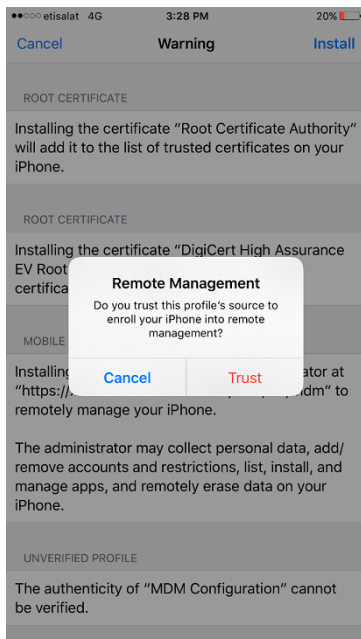 etisalat 4G 3:28 PM 20%
Cancel Warning Install
ROOT CERTIFICATE
Installing the certificate “Root Certificate Authority”
will add it to the list of trusted certificates on your
iPhone.
ROOT CERTIFICATE
Installing the certificate “DigiCert High Assurance
EV Root
certifica
Remote Management
Do you trust this profile's source to
enroll your iPhone into remote
management?
Cancel Trust
MOBILE
Installing ator at
“https:// mdm” to
remotely manage your iPhone.
The administrator may collect personal data, add/
remove accounts and restrictions, list, install, and
manage apps, and remotely erase data on your
iPhone.
UNVERIFIED PROFILE
The authenticity of “MDM Configuration” cannot
be verified.